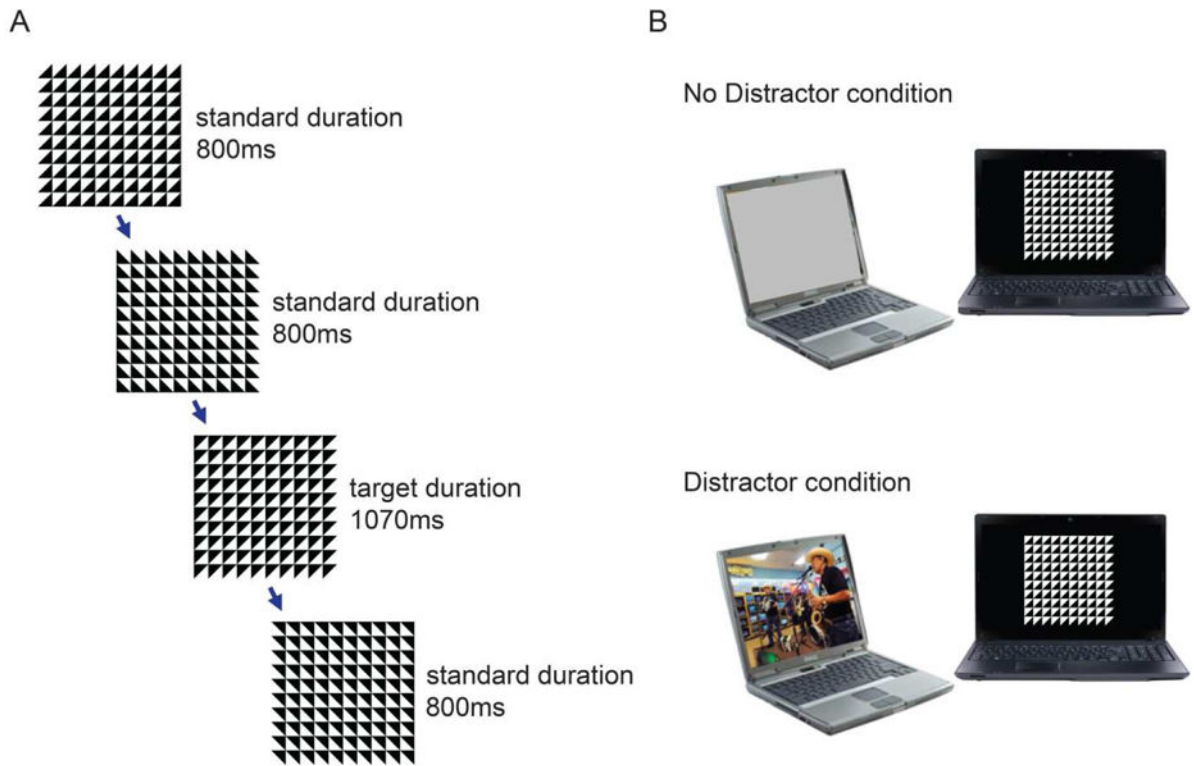 A
standard duration
800ms
standard duration
800ms
target duration
1070ms
standard duration
800ms
B
No Distractor condition
Distractor condition